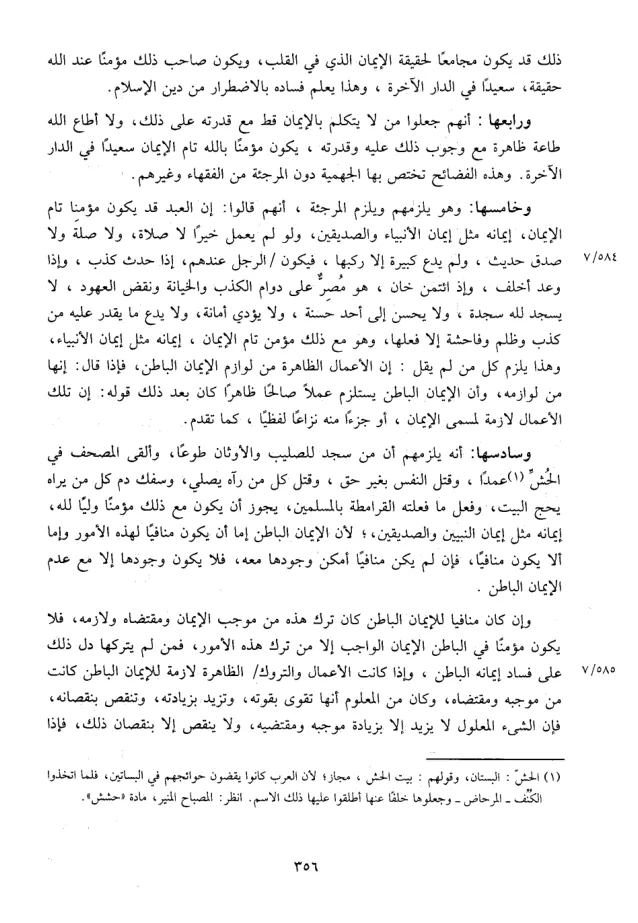 ذلك قد يكون مجامعًا لحقيقة الإيمان الذي في القلب، ويكون صاحب ذلك مؤمنًا عند الله
حقيقة، سعيدًا في الدار الآخرة ، وهذا يعلم فساده بالاضطرار من دين الإسلام.
ورابعها : أنهم جعلوا من لا يتكلم بالإيمان قط مع قدرته على ذلك، ولا أطاع الله
طاعة ظاهرة مع وجوب ذلك عليه وقدرته ، يكون مؤمنًا بالله تام الإيمان سعيدًا في الدار
الآخرة. وهذه الفضائح تختص بها الجهمية دون المرجئة من الفقهاء وغيرهم.
وخامسها: وهو يلزمهم ويلزم المرجئة ، أنهم قالوا: إن العبد قد يكون مؤمنا تام
الإيمان، إيمانه مثل إيمان الأنبياء والصديقين، ولو لم يعمل خيرًا لا صلاة، ولا صلة ولا
صدق حديث ، ولم يدع كبيرة إلا ركبها ، فيكون / الرجل عندهم، إذا حدث كذب ، وإذا
٧/٥٨٤
وعد أخلف ، وإذ ائتمن خان ، هو مُصِرٌّ على دوام الكذب والخيانة ونقض العهود ، لا
يسجد لله سجدة ، ولا يحسن إلى أحد حسنة ، ولا يؤدي أمانة، ولا يدع ما يقدر عليه من
كذب وظلم وفاحشة إلا فعلها، وهو مع ذلك مؤمن تام الإيمان ، إيمانه مثل إيمان الأنبياء،
وهذا يلزم كل من لم يقل : إن الأعمال الظاهرة من لوازم الإيمان الباطن، فإذا قال: إنها
من لوازمه، وأن الإيمان الباطن يستلزم عملاً صالحًا ظاهرًا كان بعد ذلك قوله: إن تلك
الأعمال لازمة لمسمى الإيمان ، أو جزءًا منه نزاعًا لفظيًا ، كما تقدم.
وسادسها: أنه يلزمهم أن من سجد للصليب والأوثان طوعًا، وألقى المصحف في
الحُشِّ (١) عمدًا ، وقتل النفس بغير حق ، وقتل كل من رآه يصلي، وسفك دم كل من يراه
يحج البيت، وفعل ما فعلته القرامطة بالمسلمين، يجوز أن يكون مع ذلك مؤمنًا وليًا لله،
إيمانه مثل إيمان النبيين والصديقين،؛ لأن الإيمان الباطن إما أن يكون منافيًا لهذه الأمور وإما
ألا يكون منافيًا، فإن لم يكن منافيًا أمكن وجودها معه، فلا يكون وجودها إلا مع عدم
الإيمان الباطن .
وإن كان منافيا للإيمان الباطن كان ترك هذه من موجب الإيمان ومقتضاه ولازمه، فلا
يكون مؤمنًا في الباطن الإيمان الواجب إلا من ترك هذه الأمور، فمن لم يتركها دل ذلك
على فساد إيمانه الباطن ، وإذا كانت الأعمال والتروك/ الظاهرة لازمة للإيمان الباطن كانت
٧/٥٨٥
من موجبه ومقتضاه، وكان من المعلوم أنها تقوى بقوته، وتزيد بزيادته، وتنقص بنقصانه،
فإن الشىء المعلول لا يزيد إلا بزيادة موجبه ومقتضيه، ولا ينقص إلا بنقصان ذلك، فإذا
(١) الحش : البستان، وقولهم : بيت الحش ، مجاز؛ لأن العرب كانوا يقضون حوائجهم في البساتين، فلما اتخذوا
الكُنُف ـ المرحاض ـ وجعلوها خلفًا عنها أطلقوا عليها ذلك الاسم. انظر: المصباح المنير، مادة «حشش».
٣٥٦